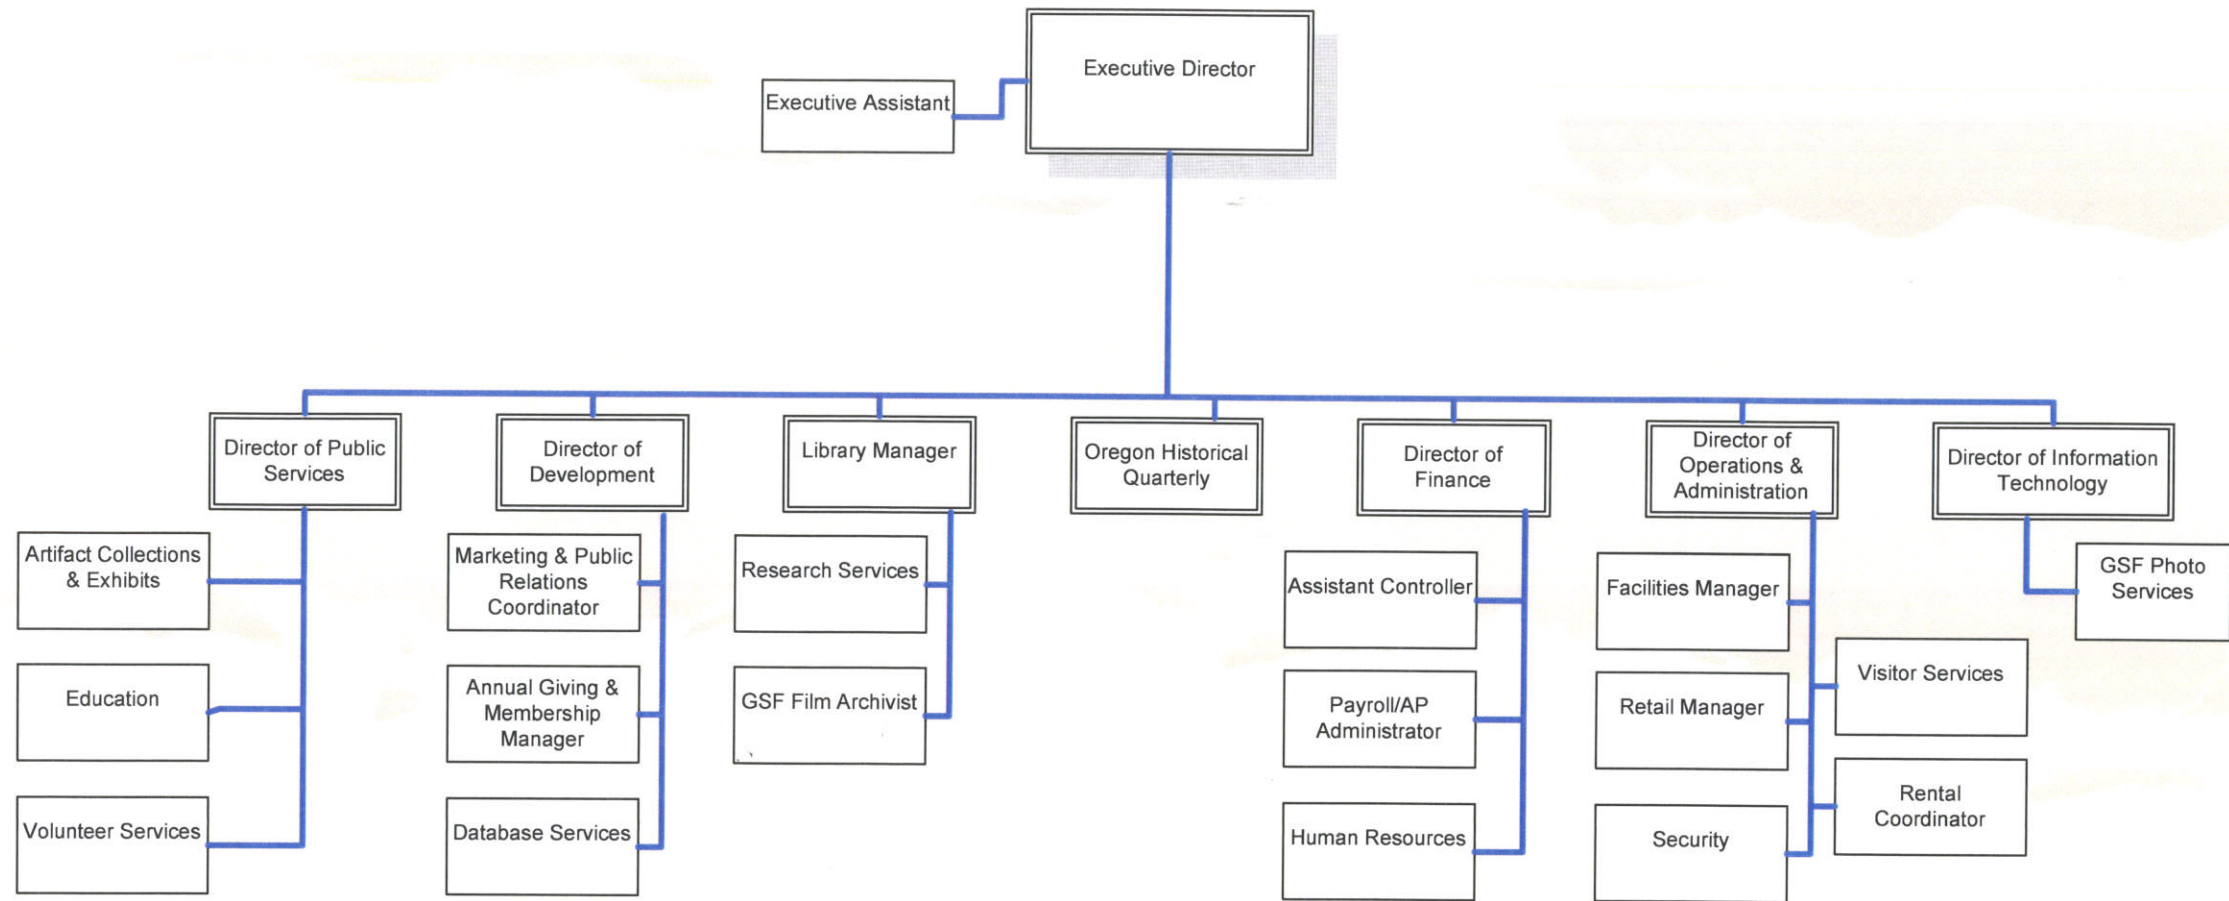 Executive Director
Executive Assistant
Director of Public
Services
Director of
Development
Library Manager
Oregon Historical
Quarterly
Director of
Finance
Director of
Operations &
Administration
Director of Information
Technology
Artifact Collections
& Exhibits
Education
Volunteer Services
Marketing & Public
Relations
Coordinator
Annual Giving &
Membership
Manager
Database Services
Research Services
GSF Film Archivist
Assistant Controller
Payroll/AP
Administrator
Human Resources
Facilities Manager
Retail Manager
Security
Visitor Services
Rental
Coordinator
GSF Photo
Services